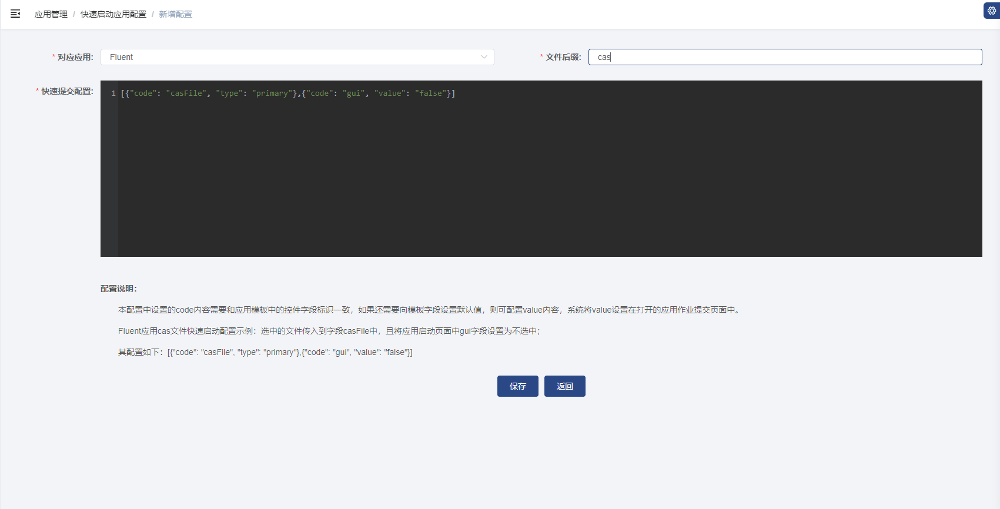 应用管理 / 快速启动应用配置 / 新增配置
* 对应应用: Fluent
* 文件后缀: cas
* 快速提交配置:
1 [{"code": "casFile", "type": "primary"},{"code": "gui", "value": "false"}]
配置说明：
本配置中设置的code内容需要和应用模板中的控件字段标识一致，如果还需要向模板字段设置默认值，则可配置value内容，系统将value设置在打开的应用作业提交页面中。
Fluent应用cas文件快速启动配置示例：选中的文件传入到字段casFile中，且将应用启动页面中gui字段设置为不选中；
其配置如下：[{"code": "casFile", "type": "primary"},{"code": "gui", "value": "false"}]
保存 返回